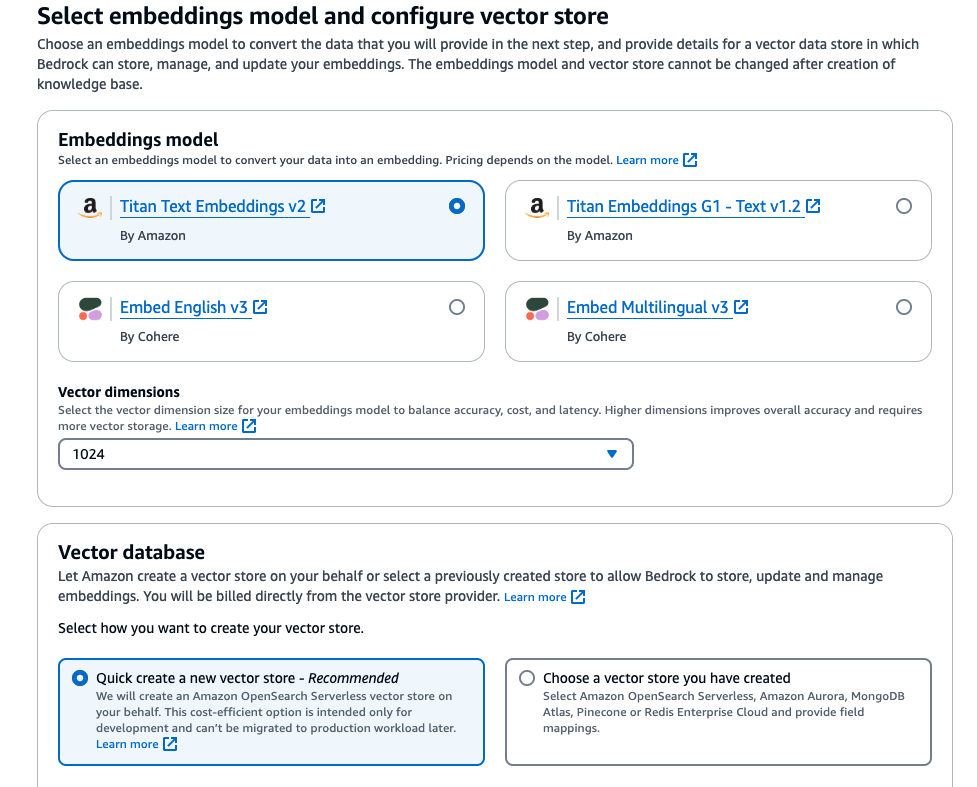 Select embeddings model and configure vector store
Choose an embeddings model to convert the data that you will provide in the next step, and provide details for a vector data store in which
Bedrock can store, manage, and update your embeddings. The embeddings model and vector store cannot be changed after creation of
knowledge base.
Embeddings model
Select an embeddings model to convert your data into an embedding. Pricing depends on the model. Learn more
Titan Text Embeddings v2
By Amazon
Titan Embeddings G1 - Text v1.2
By Amazon
Embed English v3
By Cohere
Embed Multilingual v3
By Cohere
Vector dimensions
Select the vector dimension size for your embeddings model to balance accuracy, cost, and latency. Higher dimensions improves overall accuracy and requires
more vector storage. Learn more
1024
Vector database
Let Amazon create a vector store on your behalf or select a previously created store to allow Bedrock to store, update and manage
embeddings. You will be billed directly from the vector store provider. Learn more
Select how you want to create your vector store.
Quick create a new vector store - Recommended
We will create an Amazon OpenSearch Serverless vector store on
your behalf. This cost-efficient option is intended only for
development and can't be migrated to production workload later.
Learn more
Choose a vector store you have created
Select Amazon OpenSearch Serverless, Amazon Aurora, MongoDB
Atlas, Pinecone or Redis Enterprise Cloud and provide field
mappings.